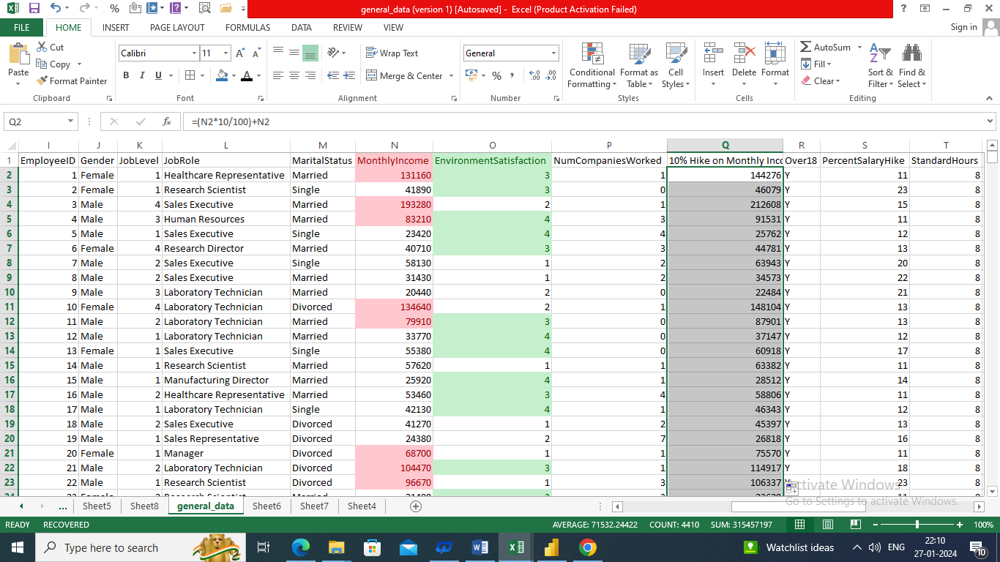 general_data (version 1) [Autosaved] - Excel (Product Activation Failed)
FILE HOME INSERT PAGE LAYOUT FORMULAS DATA REVIEW VIEW Sign in
Cut
Copy
Format Painter
Paste
Calibri 11
B I U
Wrap Text
Merge & Center
General
Conditional Formatting
Format as Table
Cell Styles
Insert Delete Format
AutoSum
Fill
Clear
Sort & Filter
Find & Select
Clipboard Font Alignment Number Styles Cells Editing
Q2 fx =(N2*10/100)+N2
I J K L M N O P Q R S T
1 EmployeeID Gender JobLevel JobRole MaritalStatus MonthlyIncome EnvironmentSatisfaction NumCompaniesWorked 10% Hike on Monthly Inc Over18 PercentSalaryHike StandardHours
2 1 Female 1 Healthcare Representative Married 131160 3 1 144276 Y 11 8
3 2 Female 1 Research Scientist Single 41890 3 0 46079 Y 23 8
4 3 Male 4 Sales Executive Married 193280 2 1 212608 Y 15 8
5 4 Male 3 Human Resources Married 83210 4 3 91531 Y 11 8
6 5 Male 1 Sales Executive Single 23420 4 4 25762 Y 12 8
7 6 Female 4 Research Director Married 40710 3 3 44781 Y 13 8
8 7 Male 2 Sales Executive Single 58130 1 2 63943 Y 20 8
9 8 Male 2 Sales Executive Married 31430 1 2 34573 Y 22 8
10 9 Male 3 Laboratory Technician Married 20440 2 0 22484 Y 21 8
11 10 Female 4 Laboratory Technician Divorced 134640 2 1 148104 Y 13 8
12 11 Male 2 Laboratory Technician Married 79910 3 0 87901 Y 13 8
13 12 Male 1 Laboratory Technician Married 33770 4 0 37147 Y 12 8
14 13 Female 1 Sales Executive Single 55380 4 0 60918 Y 17 8
15 14 Male 1 Research Scientist Married 57620 1 1 63382 Y 11 8
16 15 Male 1 Manufacturing Director Married 25920 4 1 28512 Y 14 8
17 16 Male 2 Healthcare Representative Married 53460 3 4 58806 Y 11 8
18 17 Male 1 Laboratory Technician Single 42130 4 1 46343 Y 12 8
19 18 Male 2 Sales Executive Divorced 41270 1 2 45397 Y 13 8
20 19 Male 1 Sales Representative Divorced 24380 2 7 26818 Y 16 8
21 20 Female 1 Manager Divorced 68700 1 1 75570 Y 11 8
22 21 Male 2 Laboratory Technician Divorced 104470 3 1 114917 Y 18 8
23 22 Male 1 Research Scientist Divorced 96670 1 3 106337 23 8
Activate Windows
Go to Settings to activate Windows.
... Sheet5 Sheet8 general_data Sheet6 Sheet7 Sheet4
READY RECOVERED AVERAGE: 71532.24422 COUNT: 4410 SUM: 315457197 100%
Type here to search
Watchlist ideas ENG 22:10
27-01-2024
10